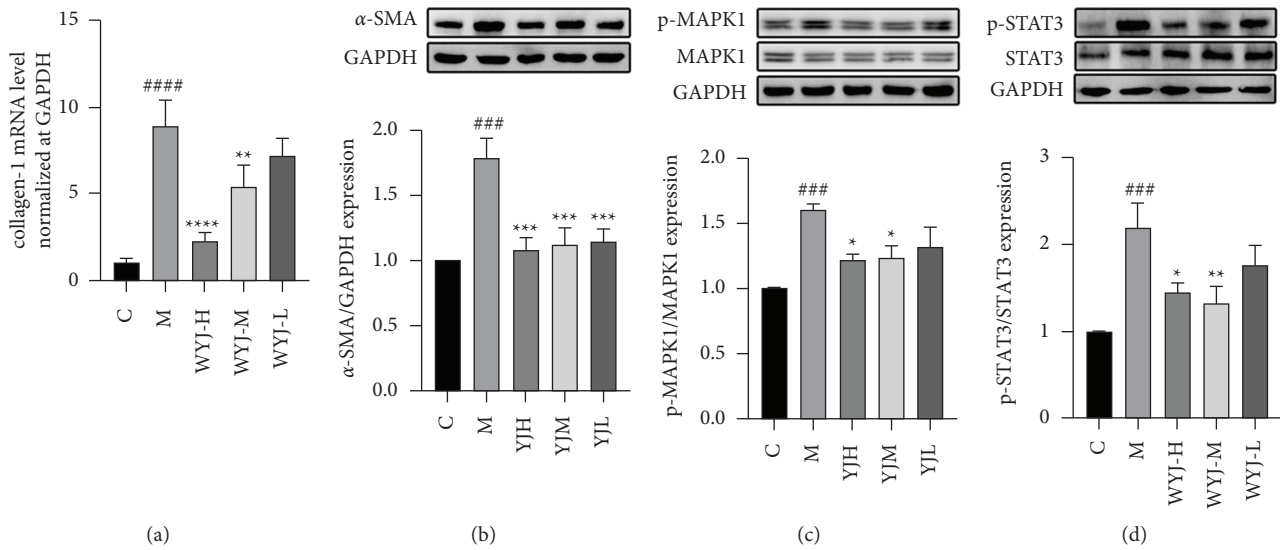 collagen-1 mRNA level
normalized at GAPDH
15
10
5
0
####
****
**
C
M
WYJ-H
WYJ-M
WYJ-L
(a)
α-SMA
GAPDH
α-SMA/GAPDH expression
2.0
1.5
1.0
0.5
0.0
###
***
***
***
C
M
YJH
YJM
YJL
(b)
p-MAPK1
MAPK1
GAPDH
p-MAPK1/MAPK1 expression
2.0
1.5
1.0
0.5
0.0
###
*
*
C
M
YJH
YJM
YJL
(c)
p-STAT3
STAT3
GAPDH
p-STAT3/STAT3 expression
3
2
1
0
###
*
**
C
M
WYJ-H
WYJ-M
WYJ-L
(d)